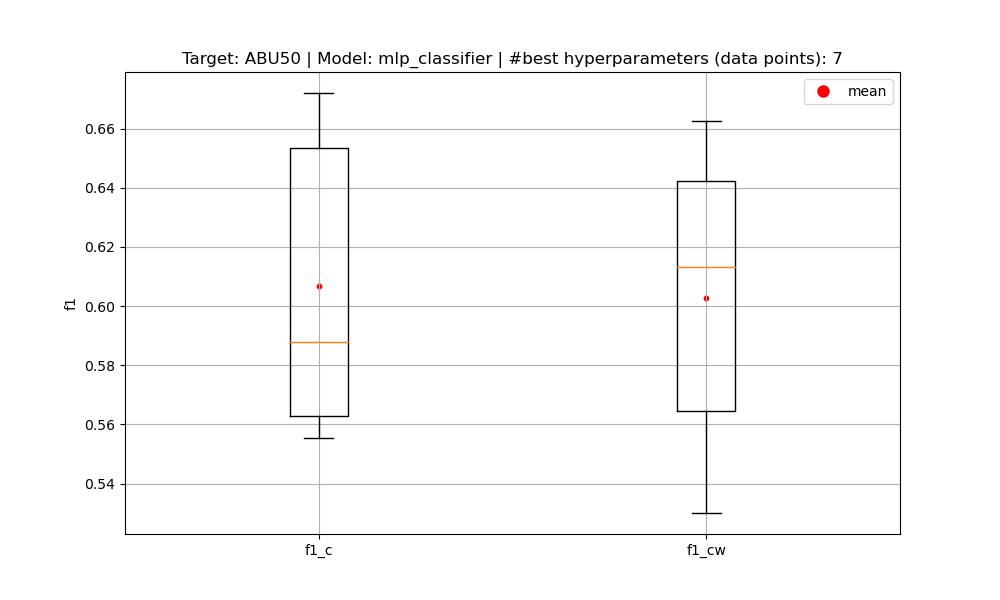 Target: ABU50 | Model: mlp_classifier | #best hyperparameters (data points): 7
mean
0.66
0.64
0.62
0.60
0.58
0.56
0.54
f1
f1_c
f1_cw